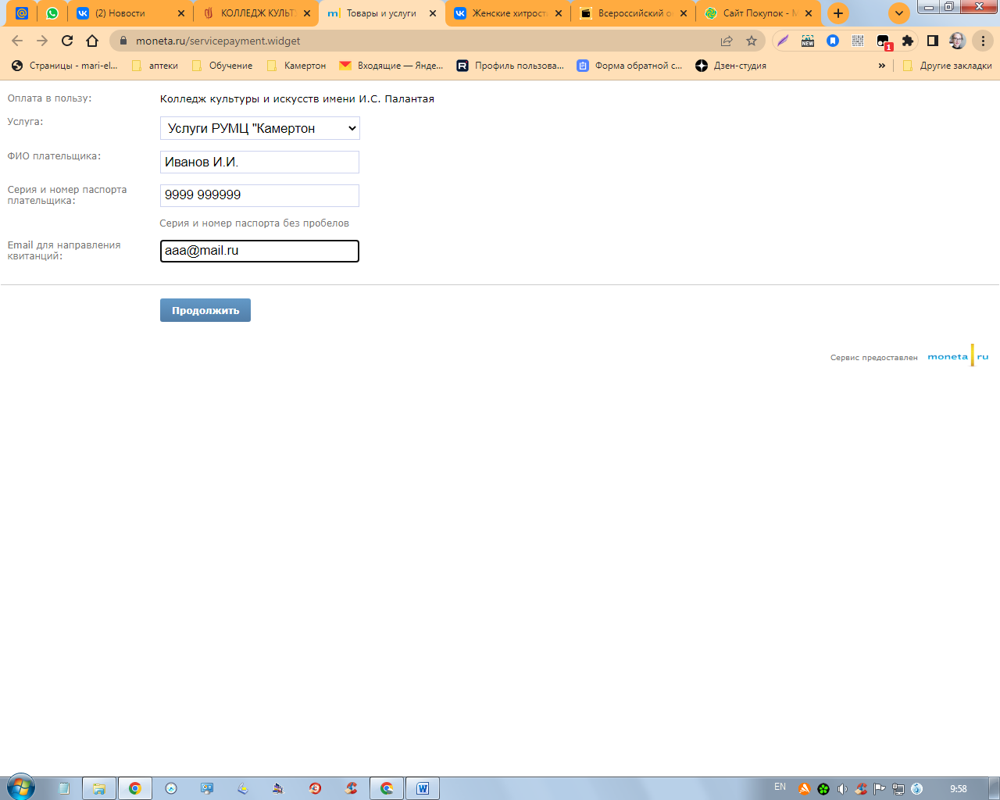 (2) Новости
КОЛЛЕДЖ КУЛЬТ
Товары и услуги
Женские хитрост
Всероссийский о
Сайт Покупок - М
moneta.ru/servicepayment.widget
NEW
1
Страницы - mari-el...
аптеки
Обучение
Камертон
Входящие — Янде...
Профиль пользова...
Форма обратной с...
Дзен-студия
»
Другие закладки
Оплата в пользу:
Колледж культуры и искусств имени И.С. Палантая
Услуга:
Услуги РУМЦ "Камертон
ФИО плательщика:
Иванов И.И.
Серия и номер паспорта
плательщика:
9999 999999
Серия и номер паспорта без пробелов
Email для направления
квитанций:
aaa@mail.ru
Продолжить
Сервис предоставлен
moneta ru
EN
9:58